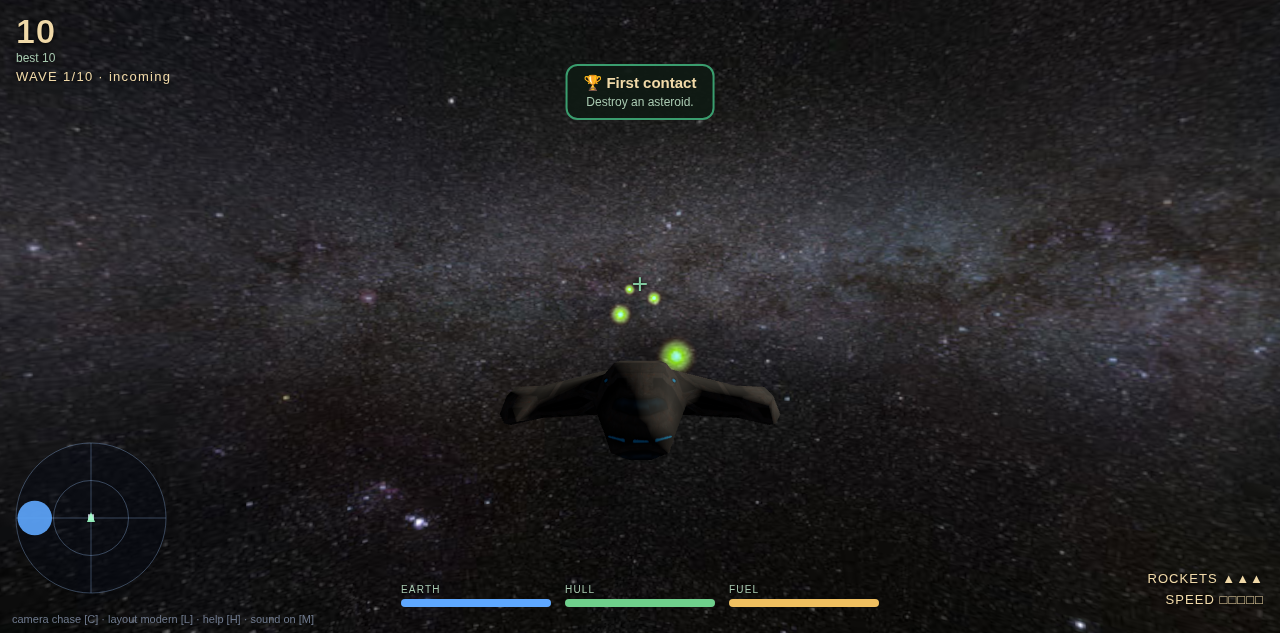 10
best 10
WAVE 1/10 · incoming
🏆 First contact
Destroy an asteroid.
EARTH
HULL
FUEL
ROCKETS ▲▲▲
SPEED □□□□□
camera chase [C] · layout modern [L] · help [H] · sound on [M]